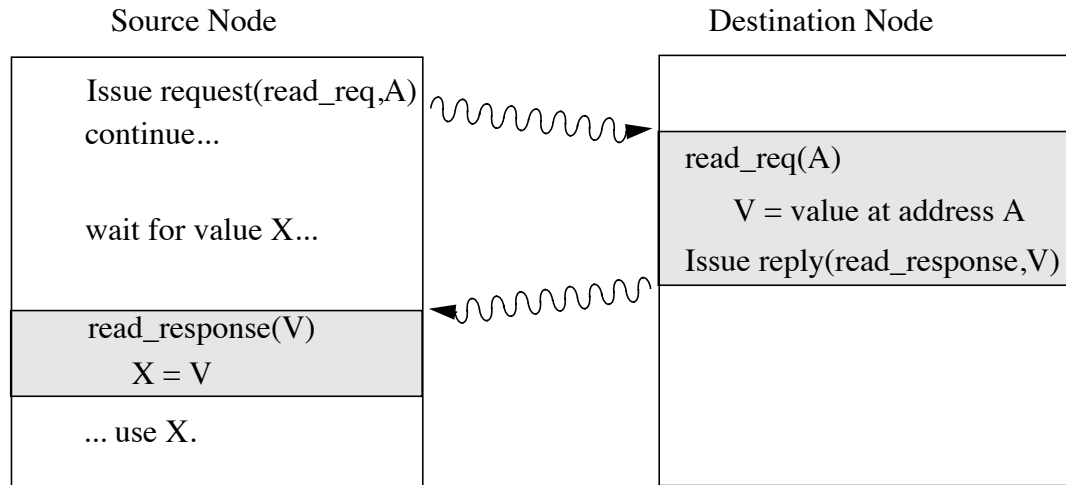 Source Node
Issue request(read_req,A)
continue...
wait for value X...
read_response(V)
X = V
... use X.
Destination Node
read_req(A)
V = value at address A
Issue reply(read_response,V)